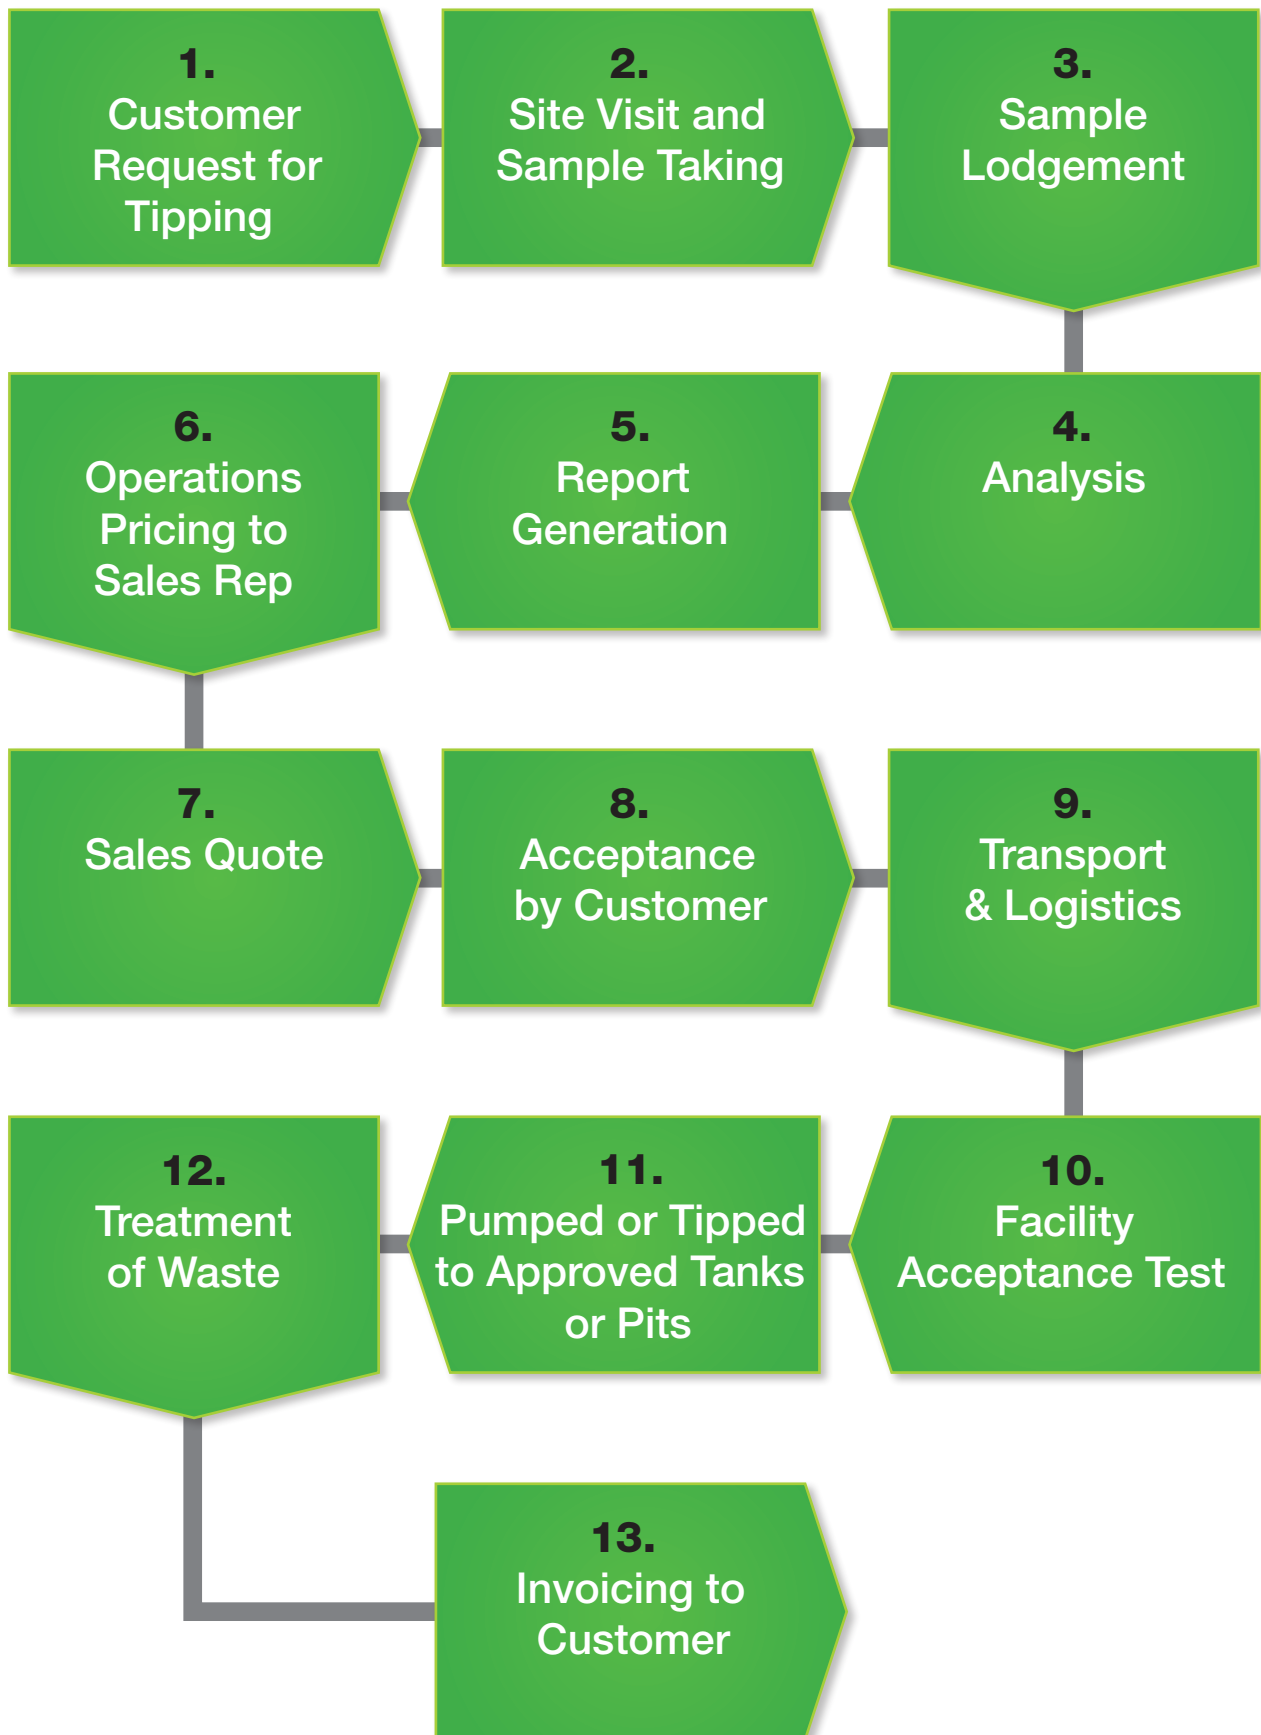 1.
Customer
Request for
Tipping
2.
Site Visit and
Sample Taking
3.
Sample
Lodgement
4.
Analysis
5.
Report
Generation
6.
Operations
Pricing to
Sales Rep
7.
Sales Quote
8.
Acceptance
by Customer
9.
Transport
& Logistics
10.
Facility
Acceptance Test
11.
Pumped or Tipped
to Approved Tanks
or Pits
12.
Treatment
of Waste
13.
Invoicing to
Customer